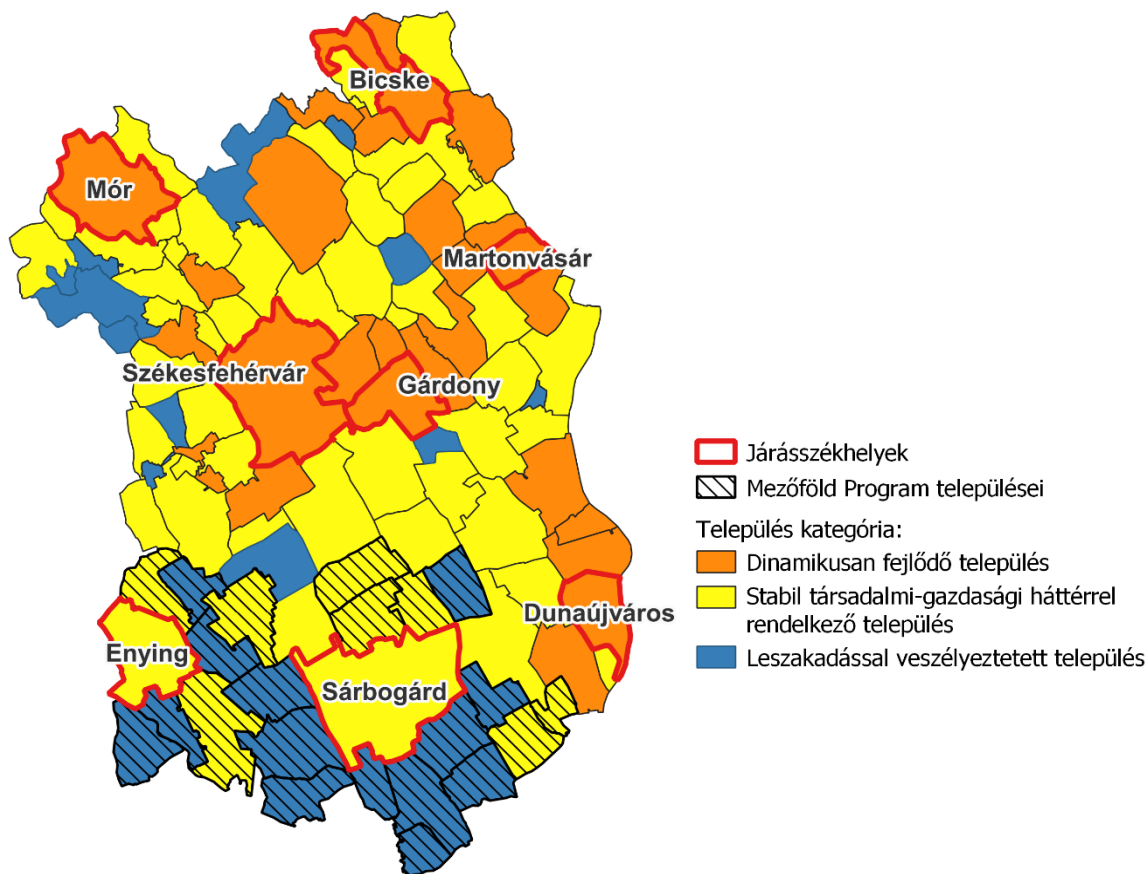 Bicske
Mór
Martonvásár
Székesfehérvár
Gárdony
Dunaújváros
Enying
Sárbogárd
Járásszékhelyek
Mezőföld Program települései
Település kategória:
Dinamikusan fejlődő település
Stabil társadalmi-gazdasági háttérrel
rendelkező település
Leszakadással veszélyeztetett település